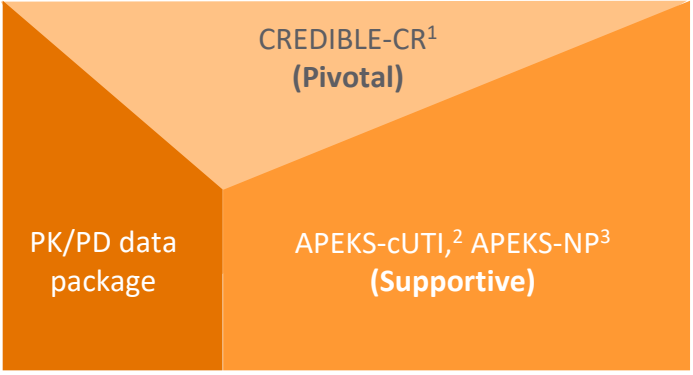 CREDIBLE-CR¹
(Pivotal)
PK/PD data
package
APEKS-cUTI,² APEKS-NP³
(Supportive)